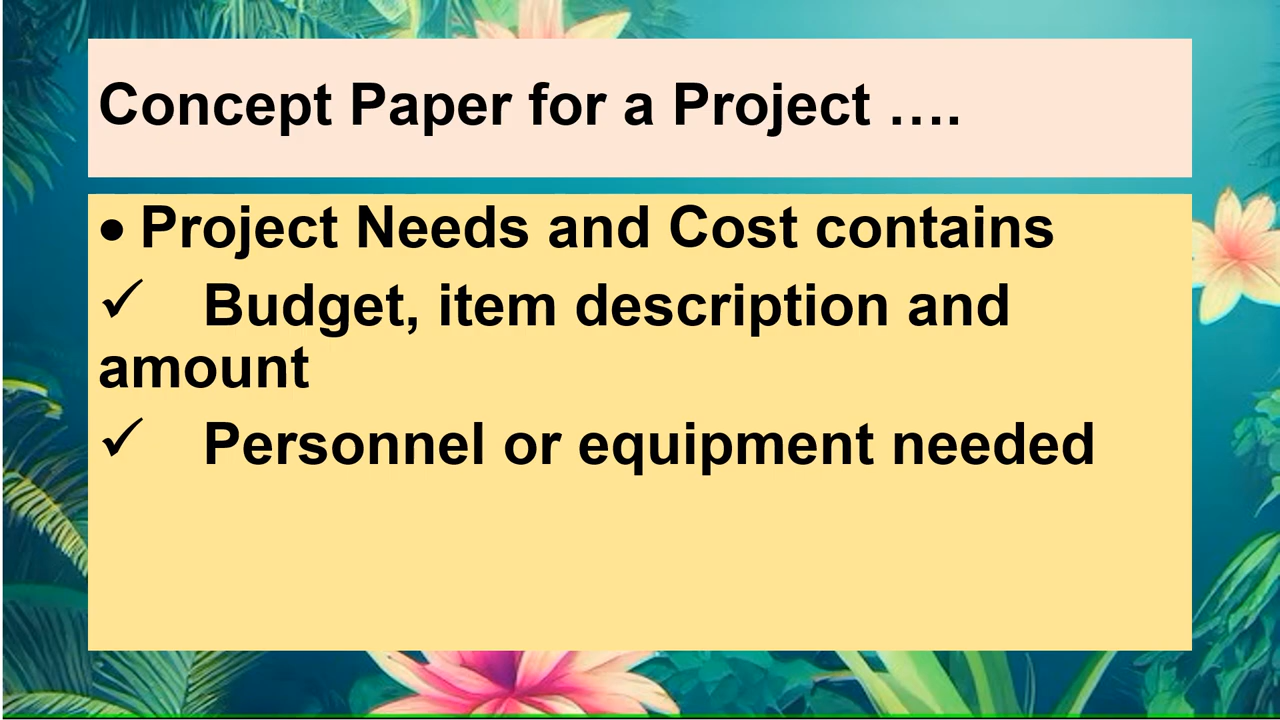 Concept Paper for a Project ….
• Project Needs and Cost contains
✓ Budget, item description and
amount
✓ Personnel or equipment needed